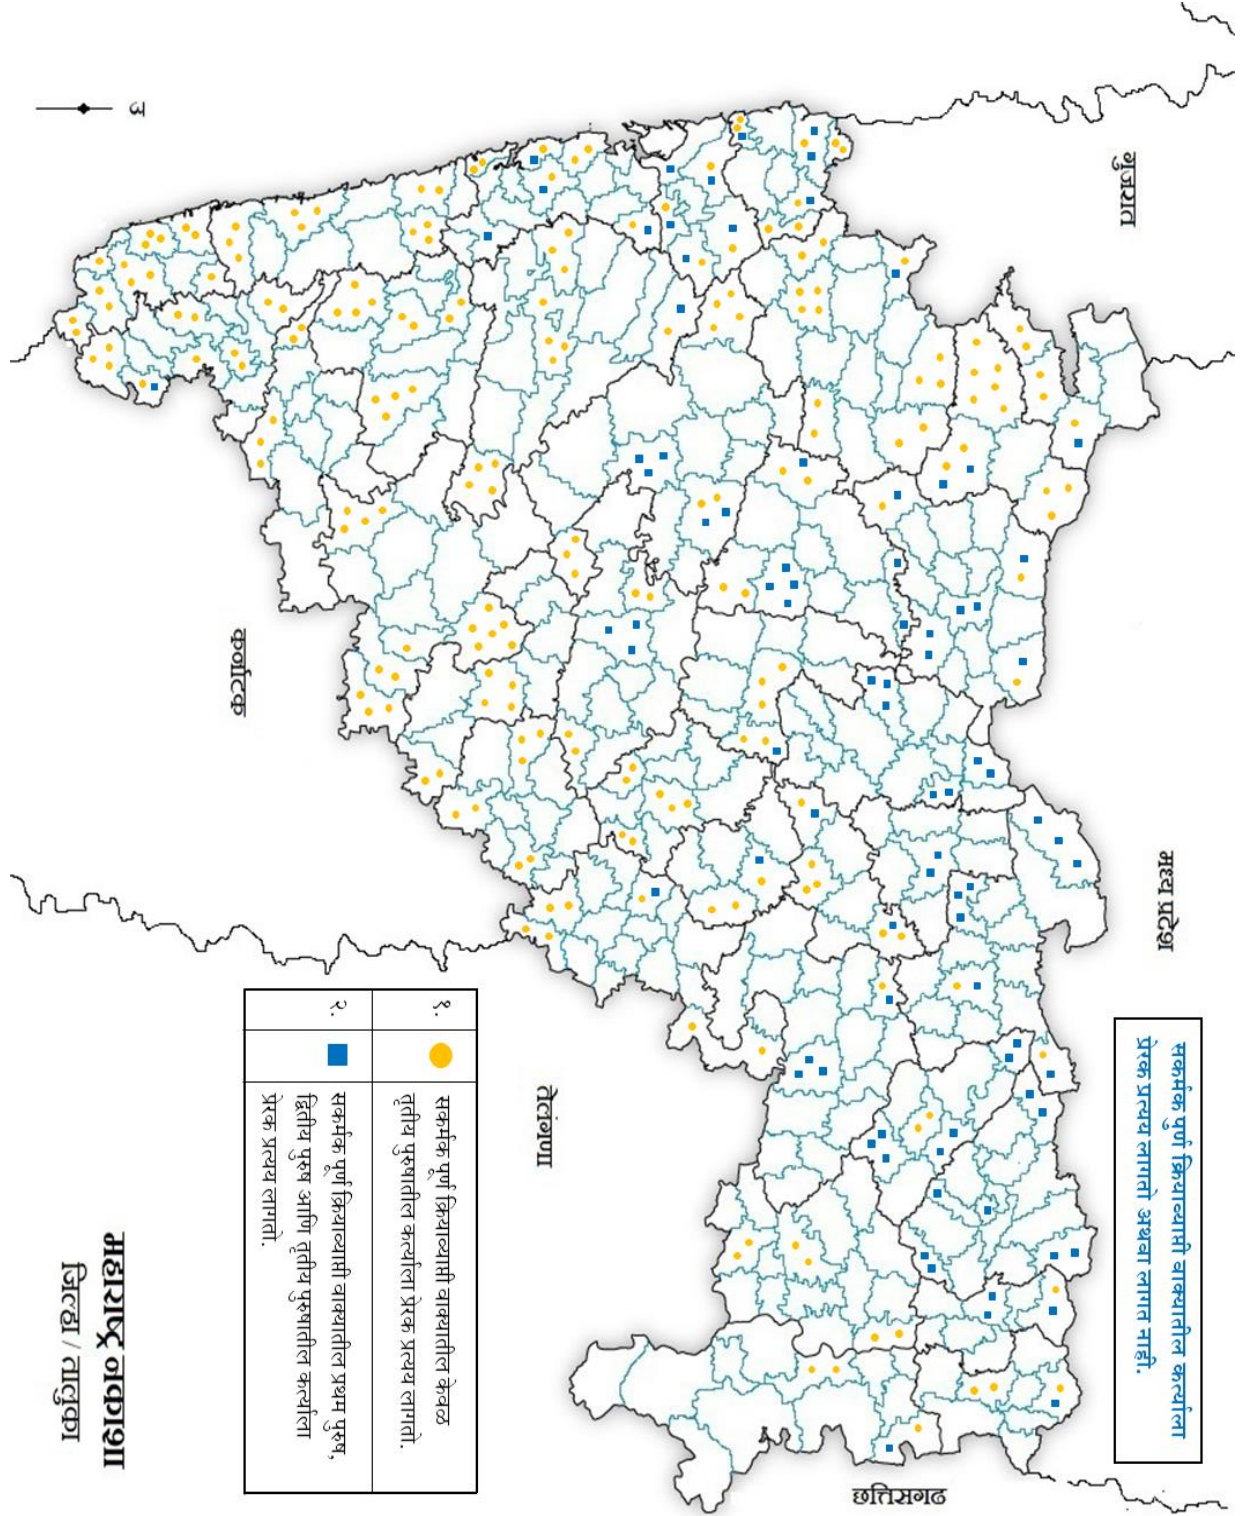 सकर्मक पूर्ण क्रियाव्याप्ती वाक्यातील कर्त्याला
प्रेरक प्रत्यय लागतो अथवा लागत नाही.
गुजरात
मध्य प्रदेश
उ
कर्नाटक
तेलंगणा
छत्तिसगढ
१.
सकर्मक पूर्ण क्रियाव्याप्ती वाक्यातील केवळ
तृतीय पुरुषातील कर्त्याला प्रेरक प्रत्यय लागतो.
२.
सकर्मक पूर्ण क्रियाव्याप्ती वाक्यातील प्रथम पुरुष,
द्वितीय पुरुष आणि तृतीय पुरुषातील कर्त्याला
प्रेरक प्रत्यय लागतो.
महाराष्ट्र नकाशा
जिल्हा / तालुका